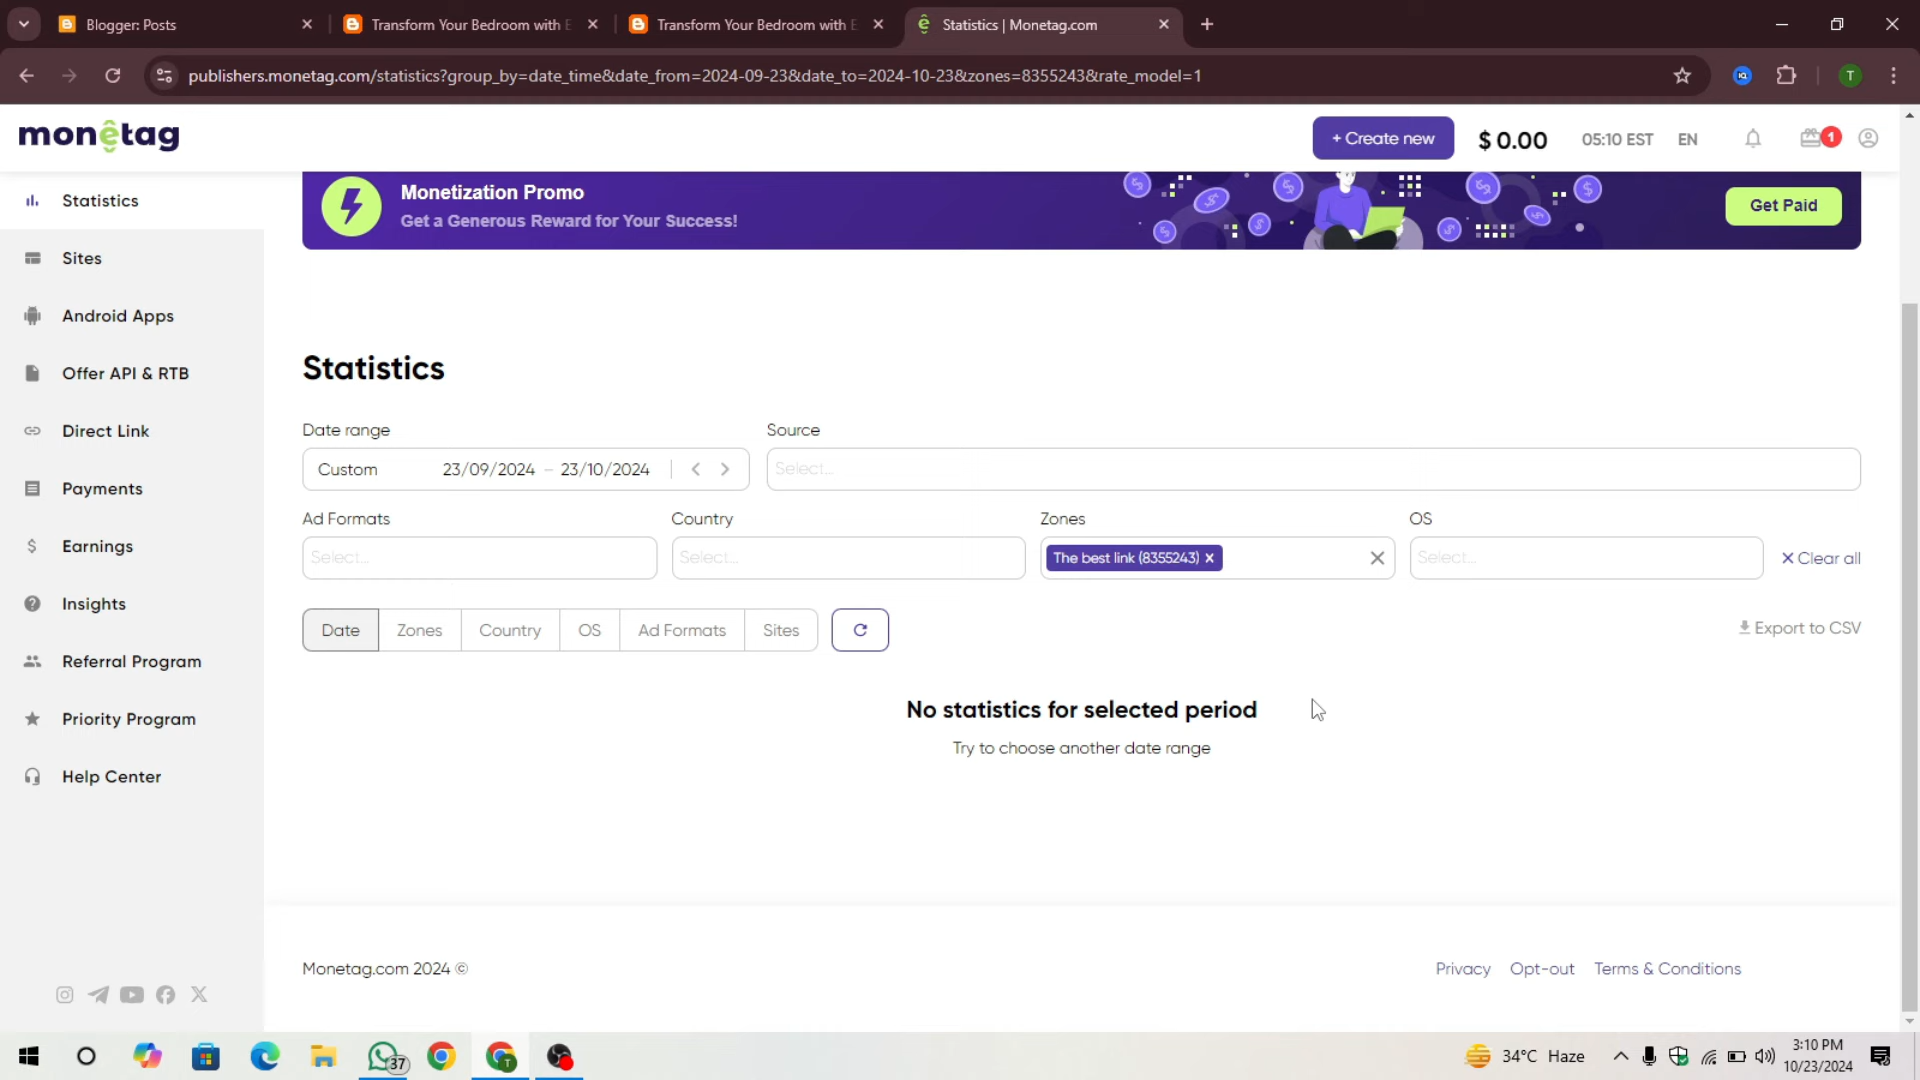 Blogger: Posts
Transform Your Bedroom with E
Transform Your Bedroom with E
Statistics | Monetag.com
publishers.monetag.com/statistics?group_by=date_time&date_from=2024-09-23&date_to=2024-10-23&zones=8355243&rate_model=1
T
monêtag
+ Create new
$ 0.00
05:10 EST
EN
1
Statistics
Sites
Android Apps
Offer API & RTB
Direct Link
Payments
Earnings
Insights
Referral Program
Priority Program
Help Center
Monetization Promo
Get a Generous Reward for Your Success!
Get Paid
Statistics
Date range
Source
Custom 23/09/2024 – 23/10/2024
Select...
Ad Formats
Country
Zones
OS
Select...
Select...
The best link (8355243)
Select...
Clear all
Date
Zones
Country
OS
Ad Formats
Sites
Export to CSV
No statistics for selected period
Try to choose another date range
Monetag.com 2024 ©
Privacy
Opt-out
Terms & Conditions
37
T
34°C Haze
3:10 PM
10/23/2024